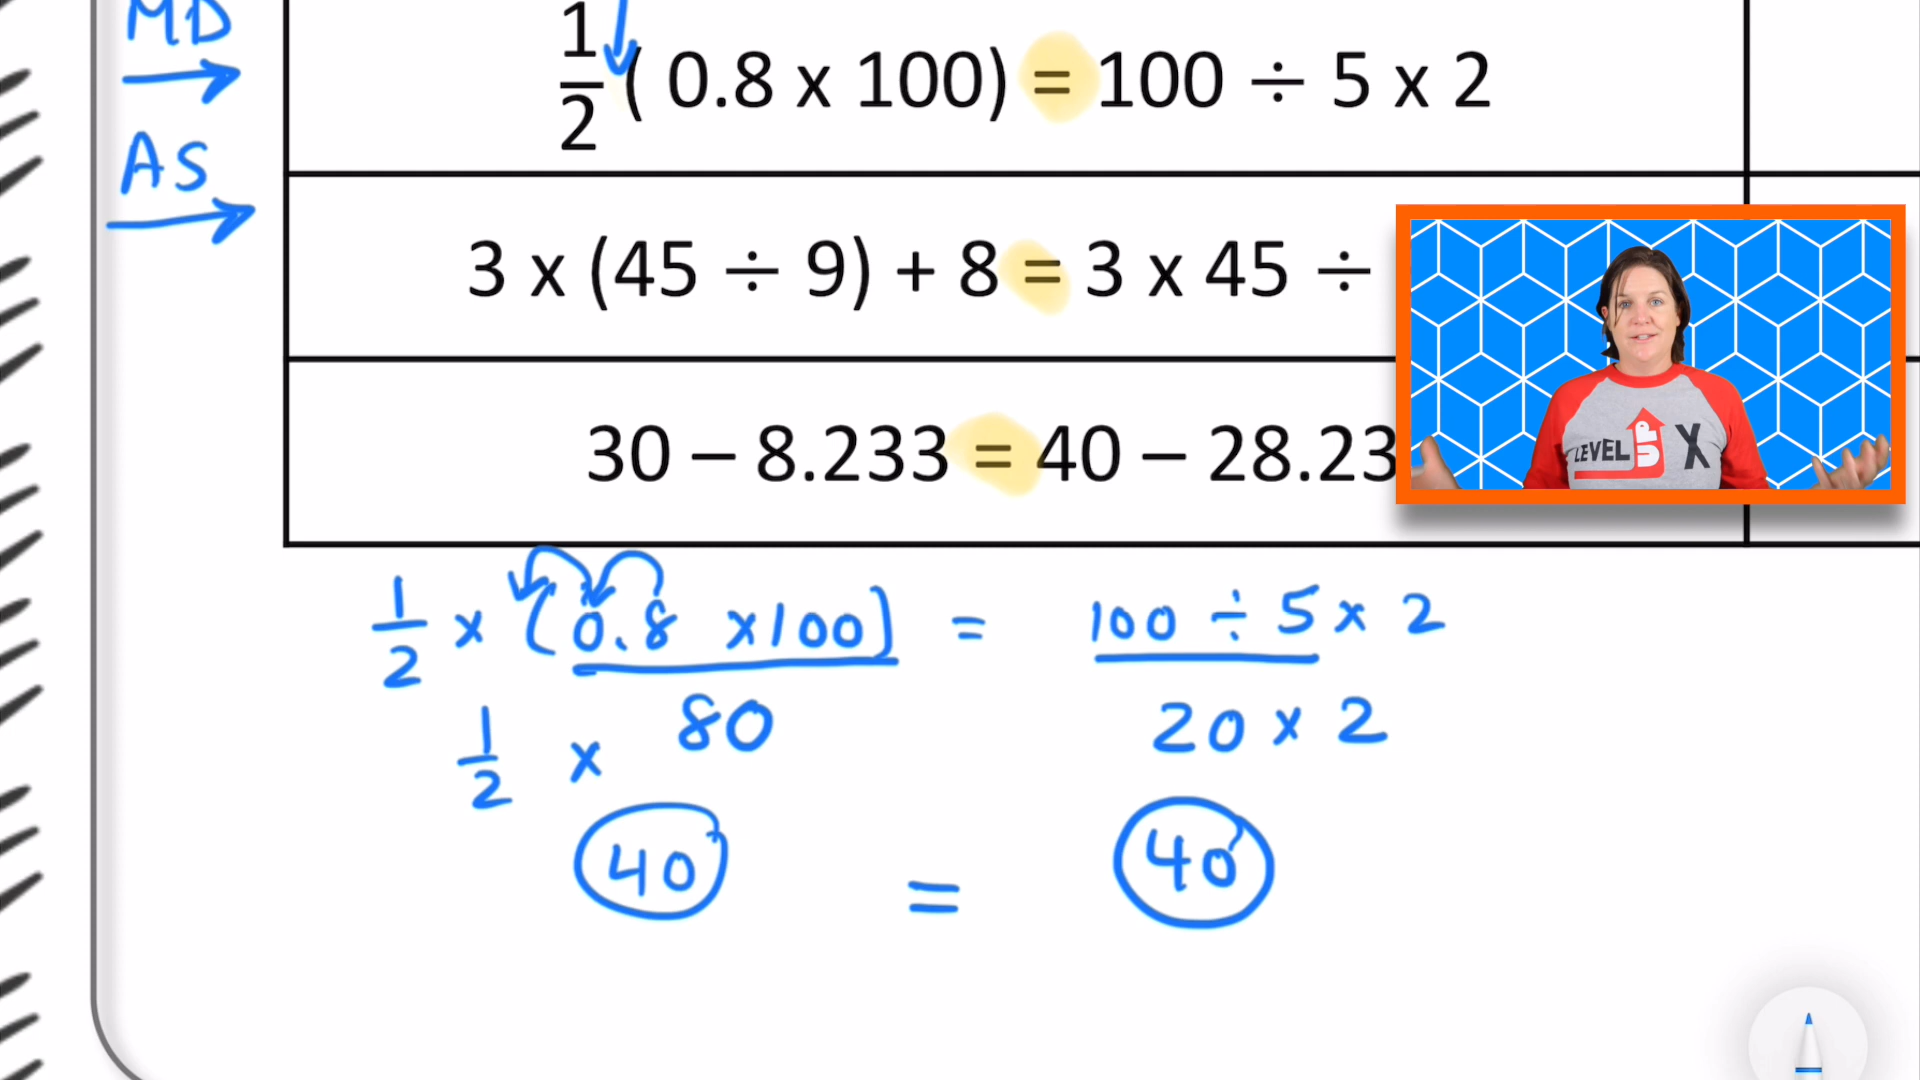 MD
AS
1/2 ( 0.8 x 100) = 100 ÷ 5 x 2
3 x (45 ÷ 9) + 8 = 3 x 45 ÷
30 – 8.233 = 40 – 28.23
LEVEL UP X
1/2 x (0.8 x100) = 100 ÷ 5 x 2
1/2 x 80 20 x 2
40 = 40